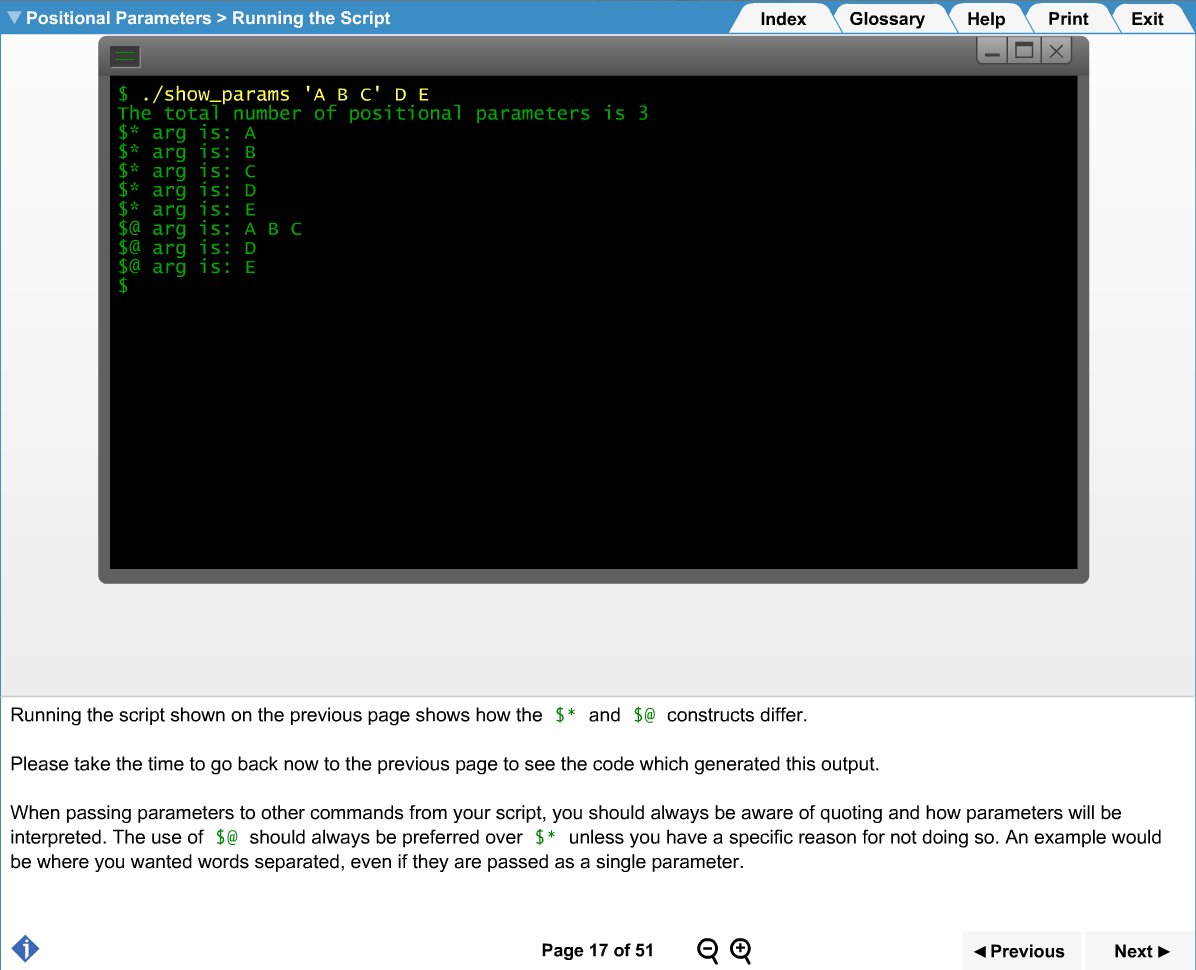 Positional Parameters > Running the Script
Index Glossary Help Print Exit
$ ./show_params 'A B C' D E
The total number of positional parameters is 3
$* arg is: A
$* arg is: B
$* arg is: C
$* arg is: D
$* arg is: E
$@ arg is: A B C
$@ arg is: D
$@ arg is: E
$
Running the script shown on the previous page shows how the $* and $@ constructs differ.
Please take the time to go back now to the previous page to see the code which generated this output.
When passing parameters to other commands from your script, you should always be aware of quoting and how parameters will be
interpreted. The use of $@ should always be preferred over $* unless you have a specific reason for not doing so. An example would
be where you wanted words separated, even if they are passed as a single parameter.
Page 17 of 51
◄ Previous
Next ►